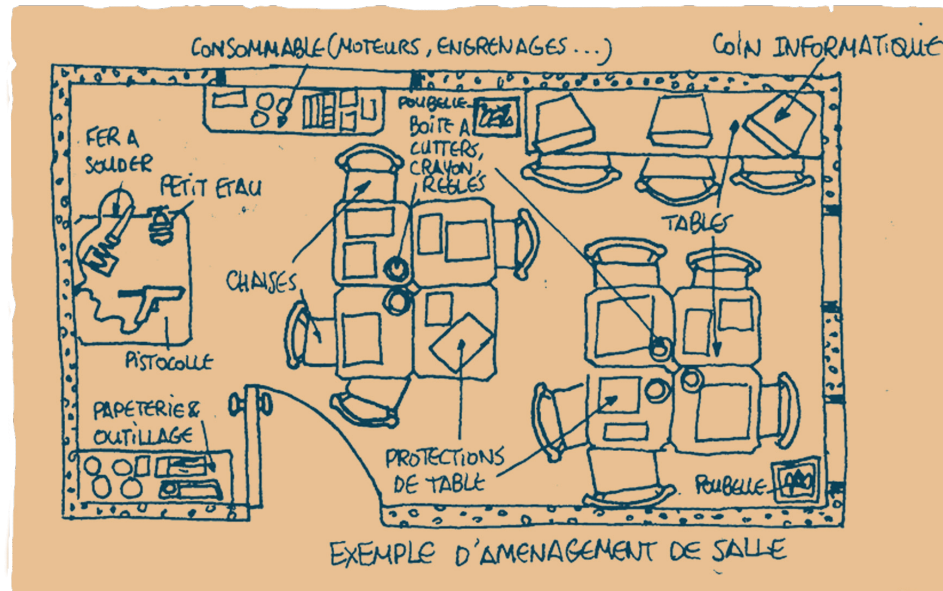 CONSOMMABLE (MOTEURS, ENGRENAGES...)
COIN INFORMATIQUE
POUBELLE
BOITE A
CUTTERS,
CRAYON,
REGLES
FER A
SOUDER
PETIT ETAU
TABLES
CHAISES
PISTOCOLLE
PAPETERIE &
OUTILLAGE
PROTECTIONS
DE TABLE
POUBELLE
EXEMPLE D'AMENAGEMENT DE SALLE